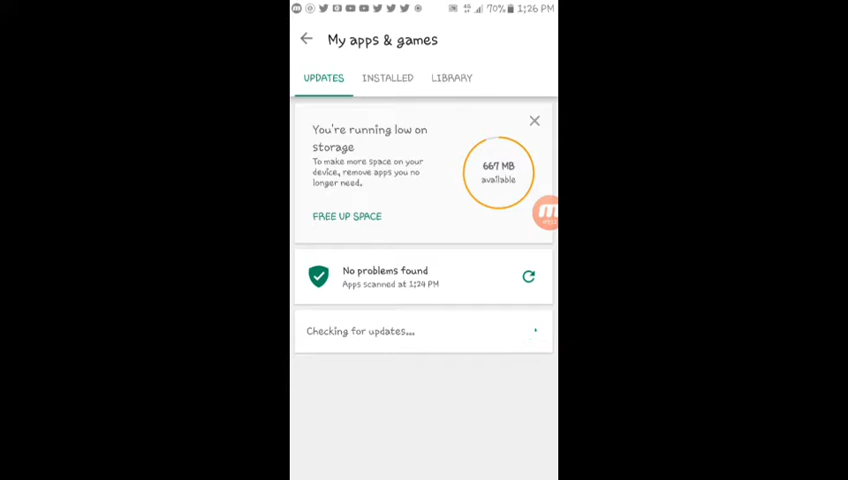 70% 1:26 PM
My apps & games
UPDATES INSTALLED LIBRARY
You're running low on
storage
To make more space on your
device, remove apps you no
longer need.
667 MB
available
FREE UP SPACE
No problems found
Apps scanned at 1:24 PM
Checking for updates...